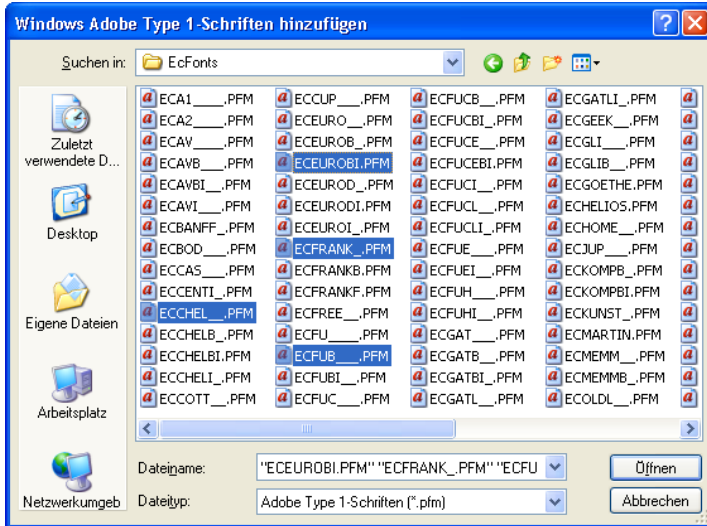 Windows Adobe Type 1-Schriften hinzufügen
Suchen in: EcFonts
Zuletzt
verwendete D...
Desktop
Eigene Dateien
Arbeitsplatz
Netzwerkumgeb
ECA1____.PFM
ECA2____.PFM
ECAV____.PFM
ECAVB___.PFM
ECAVBI__.PFM
ECAVI___.PFM
ECBANFF_.PFM
ECBOD___.PFM
ECCAS___.PFM
ECCENTI_.PFM
ECCHEL__.PFM
ECCHELB_.PFM
ECCHELBI.PFM
ECCHELI_.PFM
ECCOTT__.PFM
ECCUP___.PFM
ECEURO__.PFM
ECEUROB_.PFM
ECEUROBI.PFM
ECEUROD_.PFM
ECEURODI.PFM
ECEUROI_.PFM
ECFRANK_.PFM
ECFRANKB.PFM
ECFRANKF.PFM
ECFREE__.PFM
ECFU____.PFM
ECFUB___.PFM
ECFUBI__.PFM
ECFUC___.PFM
ECFUCB__.PFM
ECFUCBI_.PFM
ECFUCE__.PFM
ECFUCEBI.PFM
ECFUCI__.PFM
ECFUCL__.PFM
ECFUCLI_.PFM
ECFUE___.PFM
ECFUEI__.PFM
ECFUH___.PFM
ECFUHI__.PFM
ECGAT___.PFM
ECGATB__.PFM
ECGATBI_.PFM
ECGATL__.PFM
ECGATLI_.PFM
ECGEEK__.PFM
ECGLI___.PFM
ECGLIB__.PFM
ECGOETHE.PFM
ECHELIOS.PFM
ECHOME__.PFM
ECJUP___.PFM
ECKOMPB_.PFM
ECKOMPBI.PFM
ECKUNST_.PFM
ECMARTIN.PFM
ECMEMM__.PFM
ECMEMMB_.PFM
ECOLDL__.PFM
Dateiname: "ECEUROBI.PFM" "ECFRANK_.PFM" "ECFU
Öffnen
Dateityp: Adobe Type 1-Schriften (*.pfm)
Abbrechen